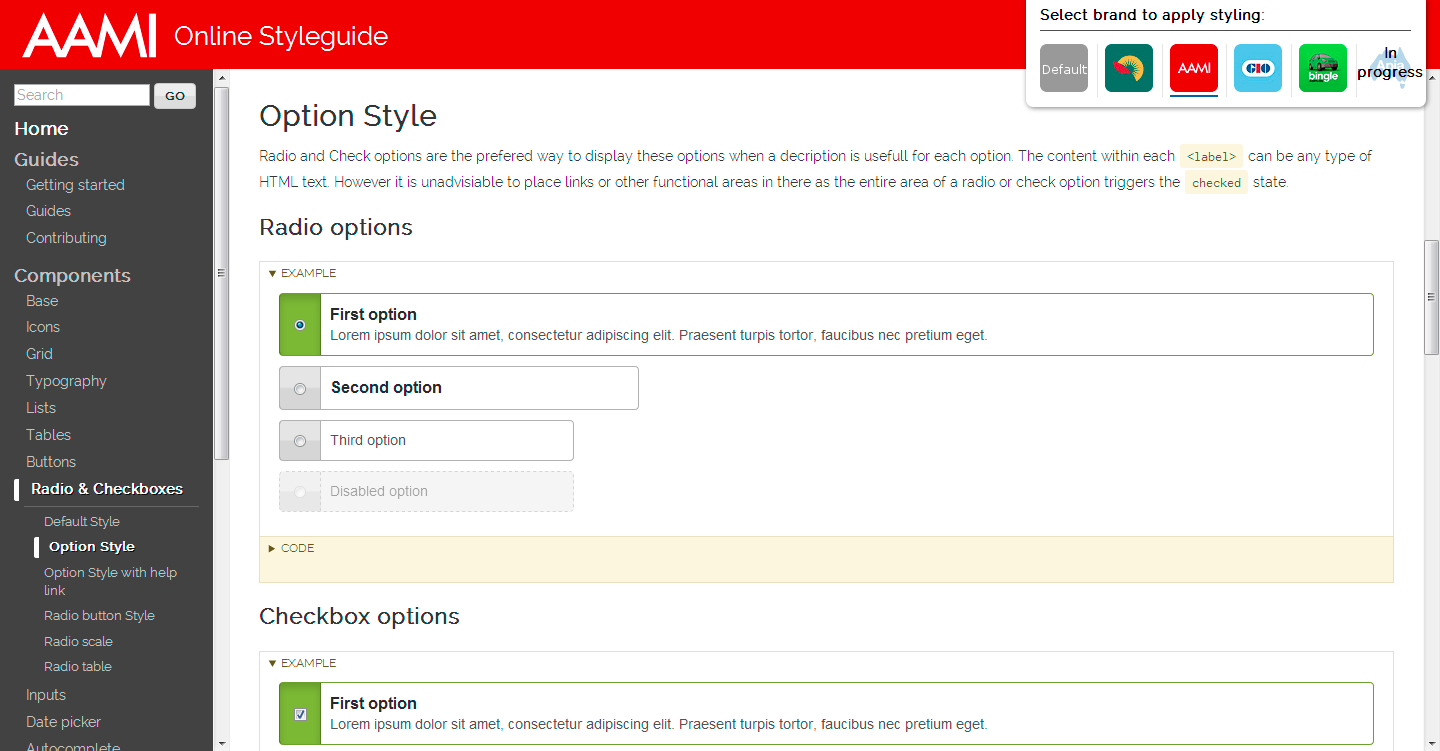 AAMI Online Styleguide
Select brand to apply styling:
Default
AAMI
GIO
bingle
In progress
Search
GO
Home
Guides
Getting started
Guides
Contributing
Components
Base
Icons
Grid
Typography
Lists
Tables
Buttons
Radio & Checkboxes
Default Style
Option Style
Option Style with help
link
Radio button Style
Radio scale
Radio table
Inputs
Date picker
Autocomplete
Option Style
Radio and Check options are the prefered way to display these options when a decription is usefull for each option. The content within each <label> can be any type of
HTML text. However it is unadvisiable to place links or other functional areas in there as the entire area of a radio or check option triggers the checked state.
Radio options
▼ EXAMPLE
First option
Lorem ipsum dolor sit amet, consectetur adipiscing elit. Praesent turpis tortor, faucibus nec pretium eget.
Second option
Third option
Disabled option
► CODE
Checkbox options
▼ EXAMPLE
First option
Lorem ipsum dolor sit amet, consectetur adipiscing elit. Praesent turpis tortor, faucibus nec pretium eget.